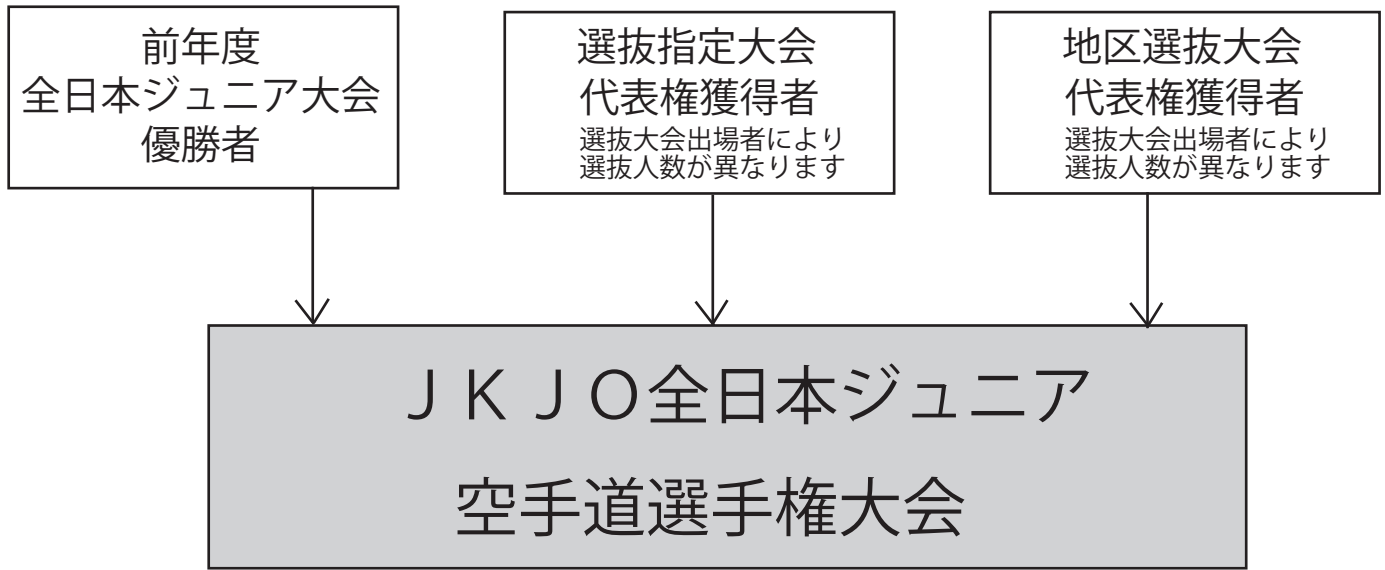 前年度
全日本ジュニア大会
優勝者
選抜指定大会
代表権獲得者
選抜大会出場者により
選抜人数が異なります
地区選抜大会
代表権獲得者
選抜大会出場者により
選抜人数が異なります
ＪＫＪＯ全日本ジュニア
空手道選手権大会